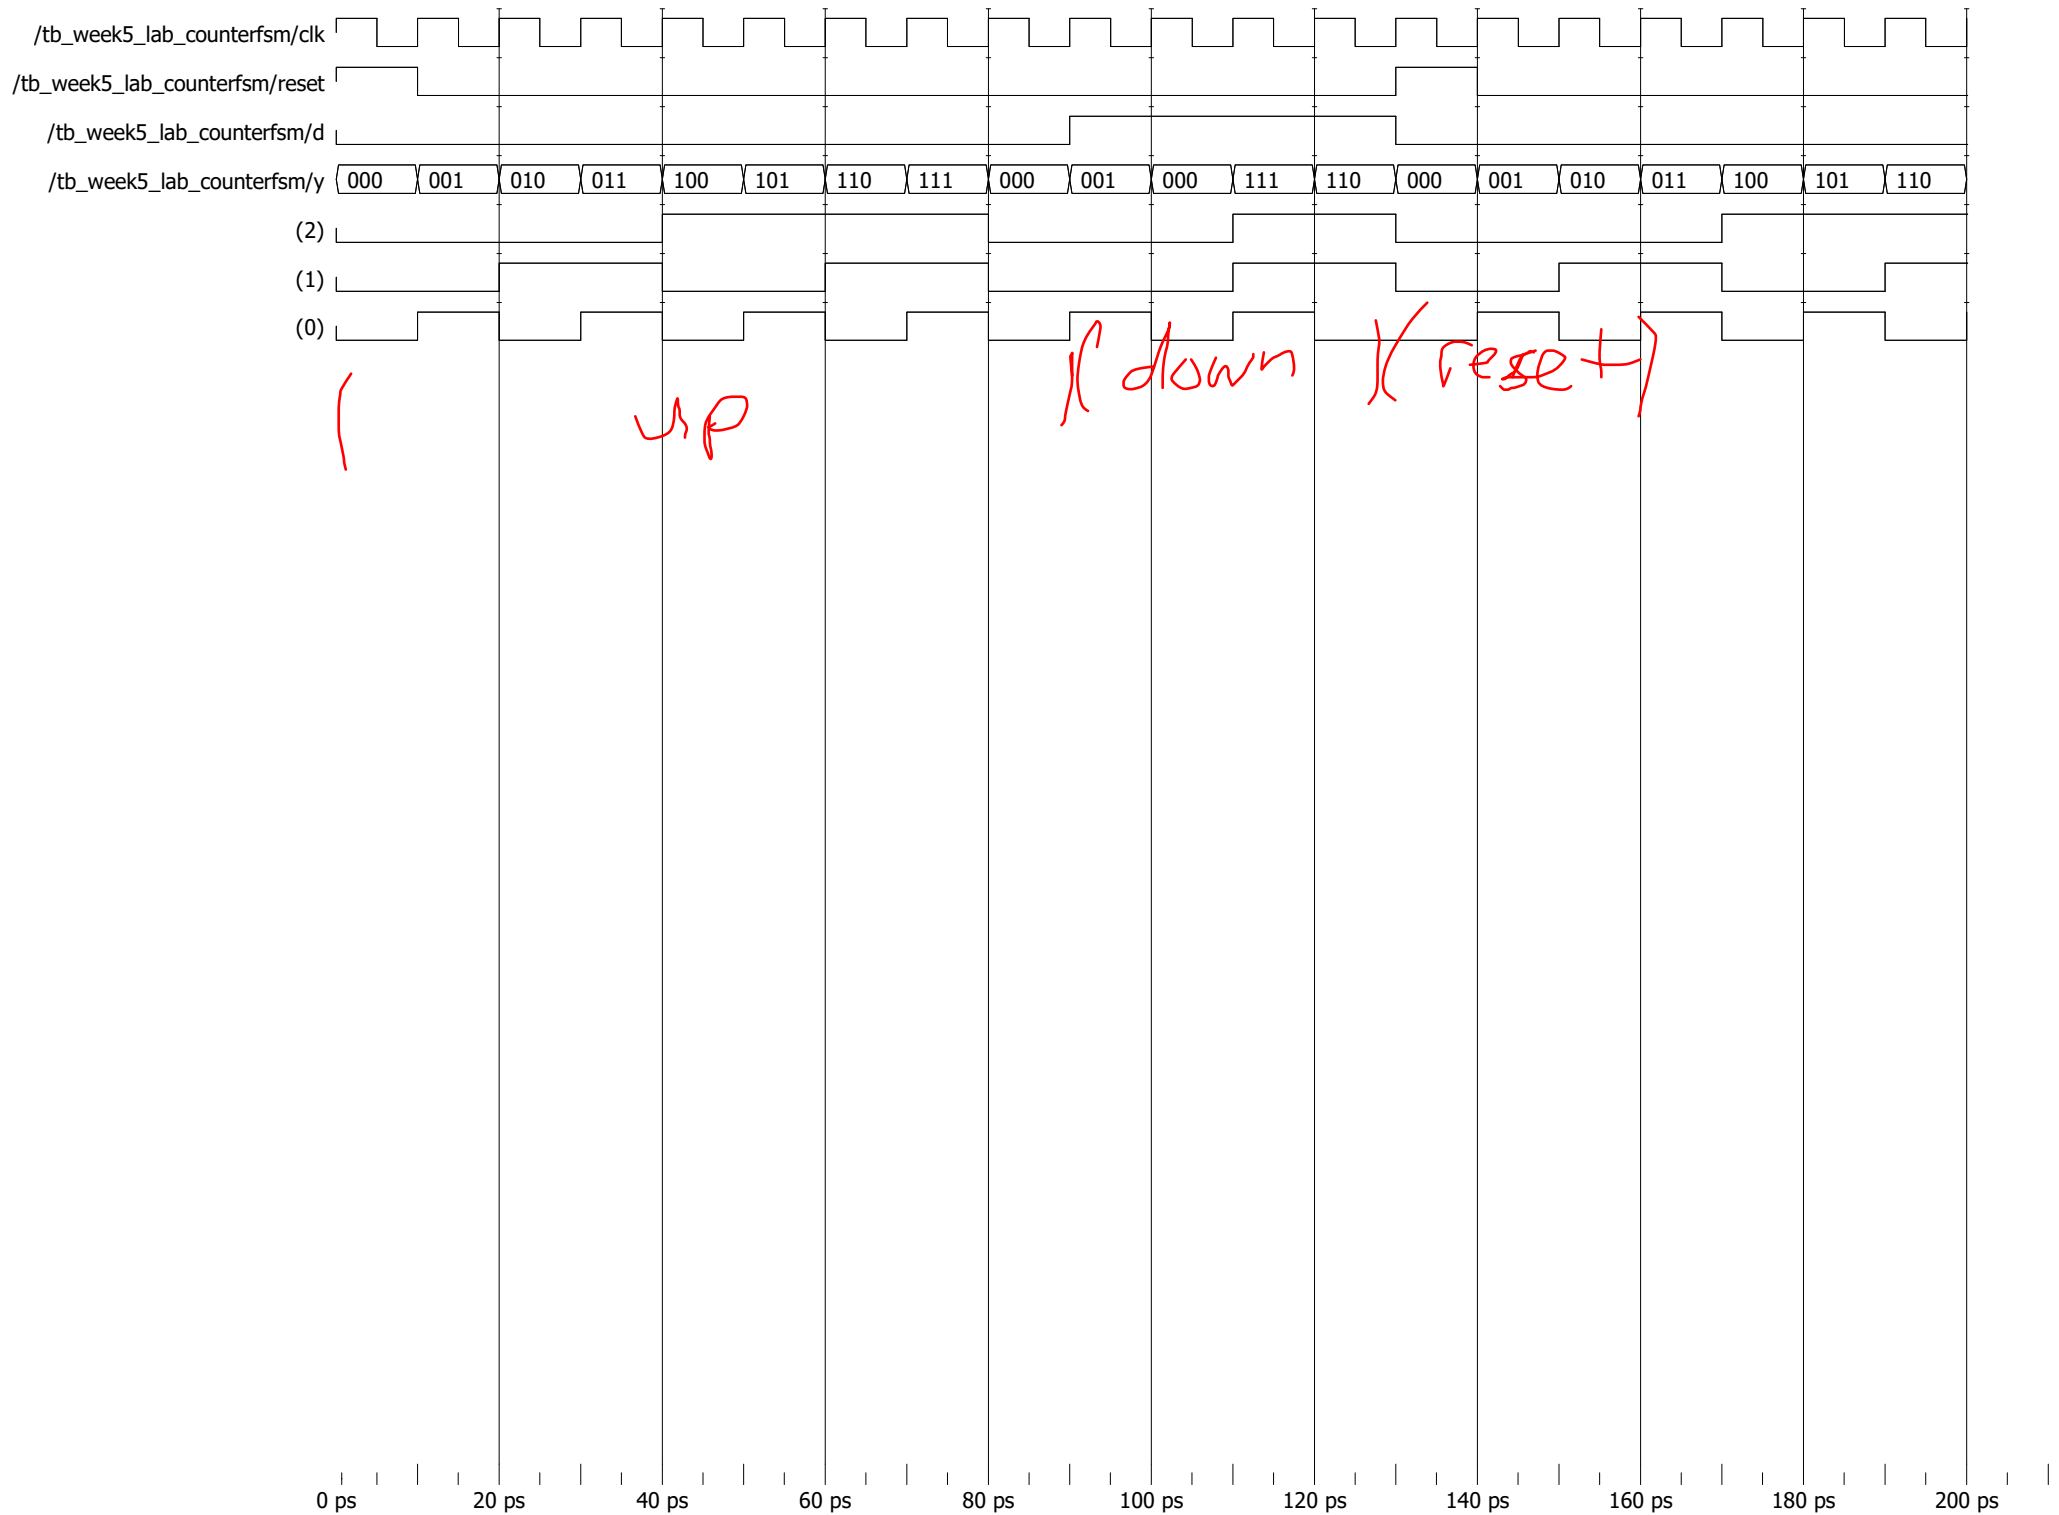 /tb_week5_lab_counterfsm/clk
/tb_week5_lab_counterfsm/reset
/tb_week5_lab_counterfsm/d
/tb_week5_lab_counterfsm/y 000 001 010 011 100 101 110 111 000 001 000 111 110 000 001 010 011 100 101 110
(2)
(1)
(0)
( up )( down )( reset )
0 ps 20 ps 40 ps 60 ps 80 ps 100 ps 120 ps 140 ps 160 ps 180 ps 200 ps